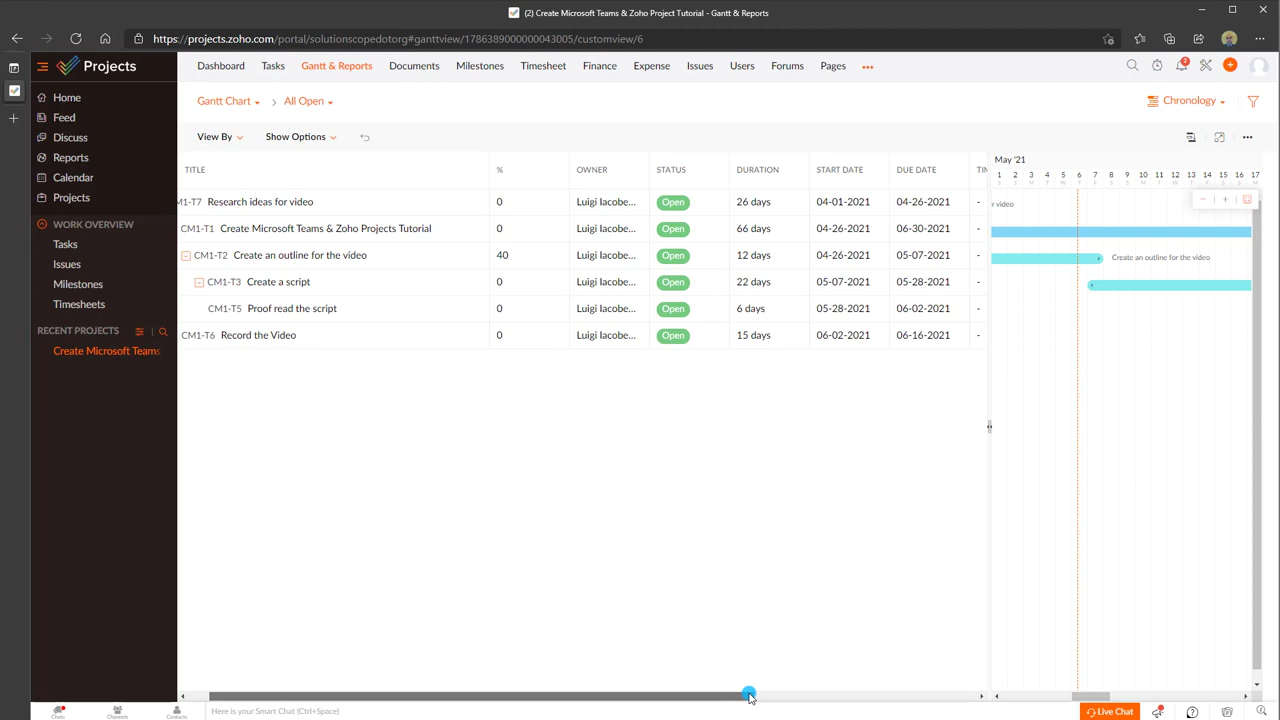 (2) Create Microsoft Teams & Zoho Project Tutorial - Gantt & Reports
https://projects.zoho.com/portal/solutionscopedotorg#ganttview/1786389000000043005/customview/6
Projects
Dashboard Tasks Gantt & Reports Documents Milestones Timesheet Finance Expense Issues Users Forums Pages
2
Home
Feed
Discuss
Reports
Calendar
Projects
WORK OVERVIEW
Tasks
Issues
Milestones
Timesheets
RECENT PROJECTS
Create Microsoft Teams
Gantt Chart > All Open
Chronology
View By Show Options
TITLE % OWNER STATUS DURATION START DATE DUE DATE TIN
M1-T7 Research ideas for video 0 Luigi Iacobe... Open 26 days 04-01-2021 04-26-2021 -
CM1-T1 Create Microsoft Teams & Zoho Projects Tutorial 0 Luigi Iacobe... Open 66 days 04-26-2021 06-30-2021 -
CM1-T2 Create an outline for the video 40 Luigi Iacobe... Open 12 days 04-26-2021 05-07-2021 -
CM1-T3 Create a script 0 Luigi Iacobe... Open 22 days 05-07-2021 05-28-2021 -
CM1-T5 Proof read the script 0 Luigi Iacobe... Open 6 days 05-28-2021 06-02-2021 -
CM1-T6 Record the Video 0 Luigi Iacobe... Open 15 days 06-02-2021 06-16-2021 -
May '21
1 2 3 4 5 6 7 8 9 10 11 12 13 14 15 16 17
S S M T W T F S S M T W T F S S M
r video
Create an outline for the video
Chats Channels Contacts
Here is your Smart Chat (Ctrl+Space)
Live Chat